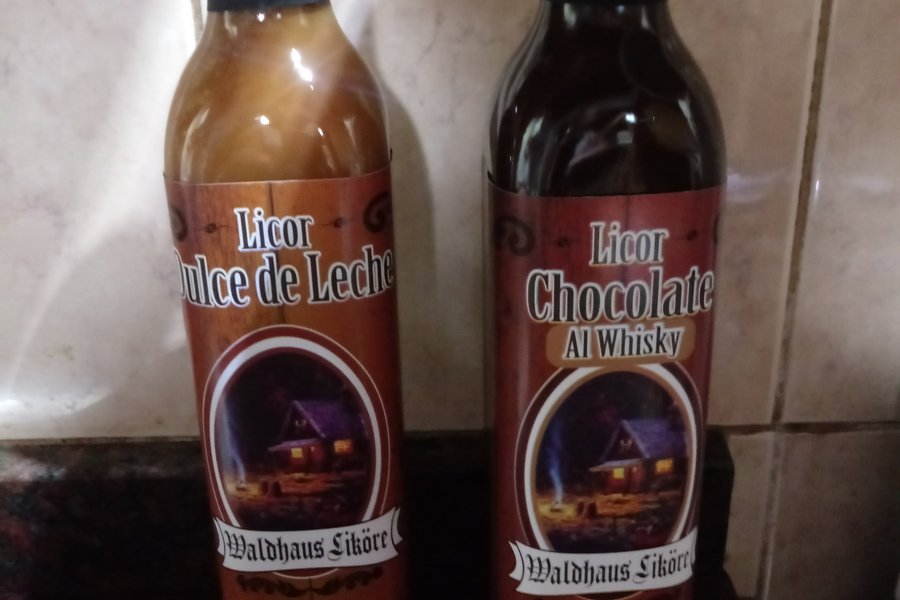 Licor
Dulce de Leche
Waldhaus Liköre
Licor
Chocolate
Al Whisky
Waldhaus Liköre